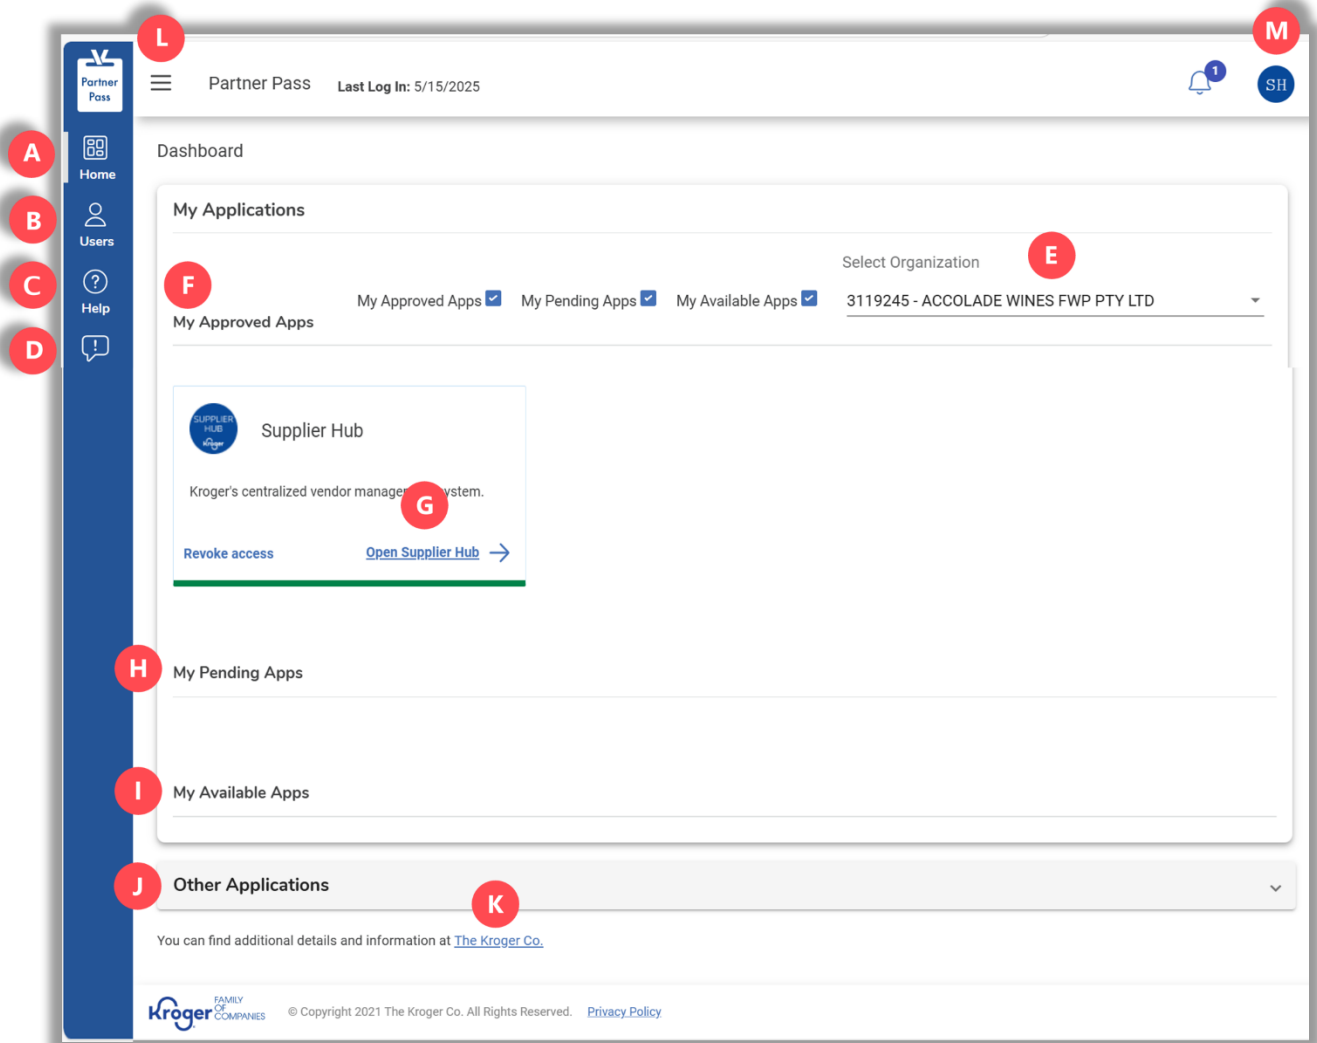 L
M
Partner
Pass
Partner Pass
Last Log In: 5/15/2025
1
SH
A
Home
Dashboard
B
Users
My Applications
C
Help
D
E
Select Organization
F
My Approved Apps
My Pending Apps
My Available Apps
3119245 - ACCOLADE WINES FWP PTY LTD
My Approved Apps
SUPPLIER
HUB
Kroger
Supplier Hub
Kroger's centralized vendor
G
Revoke access
Open Supplier Hub
H
My Pending Apps
I
My Available Apps
J
Other Applications
K
You can find additional details and information at The Kroger Co.
Kroger
FAMILY
OF
COMPANIES
© Copyright 2021 The Kroger Co. All Rights Reserved. Privacy Policy